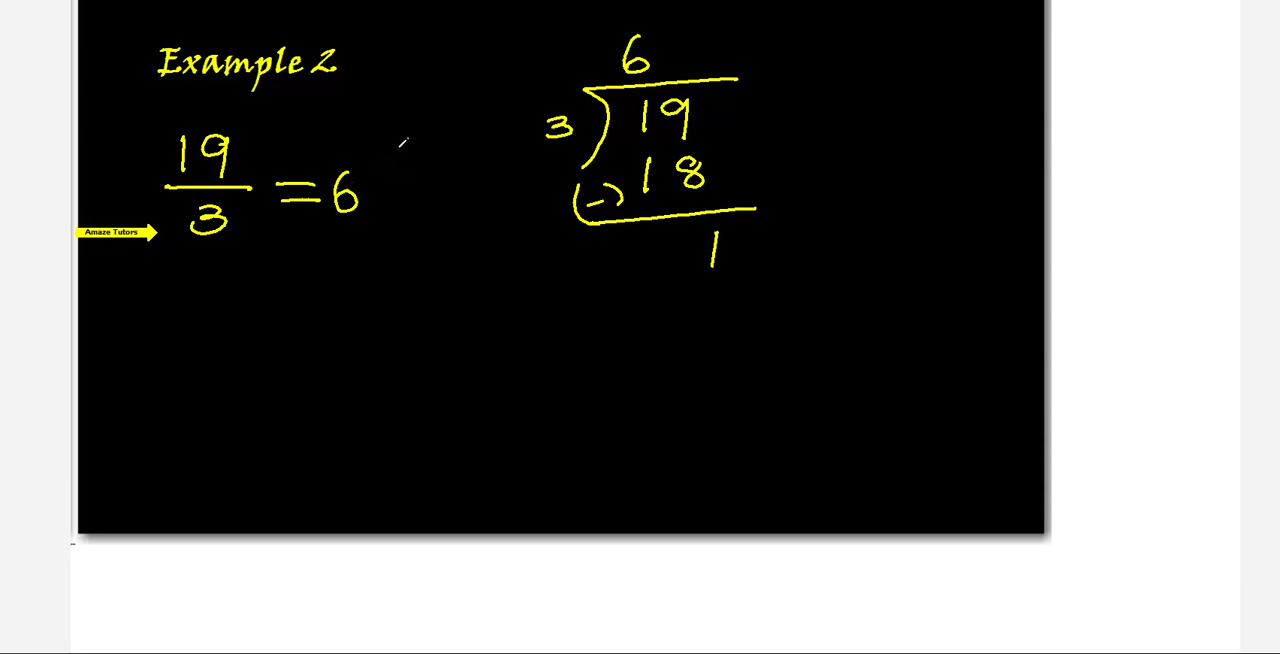 Example 2
19
3
= 6
Amaze Tutors
6
3 ) 19
(-) 18
1